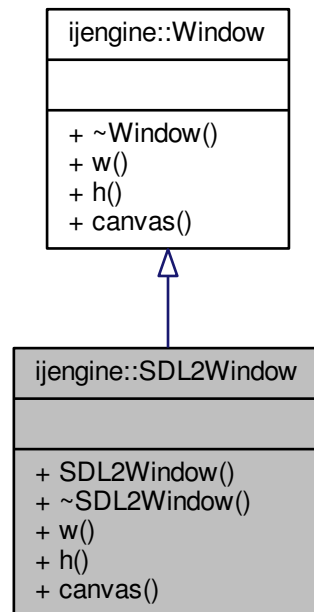 ijengine::Window
+ ~Window()
+ w()
+ h()
+ canvas()
ijengine::SDL2Window
+ SDL2Window()
+ ~SDL2Window()
+ w()
+ h()
+ canvas()